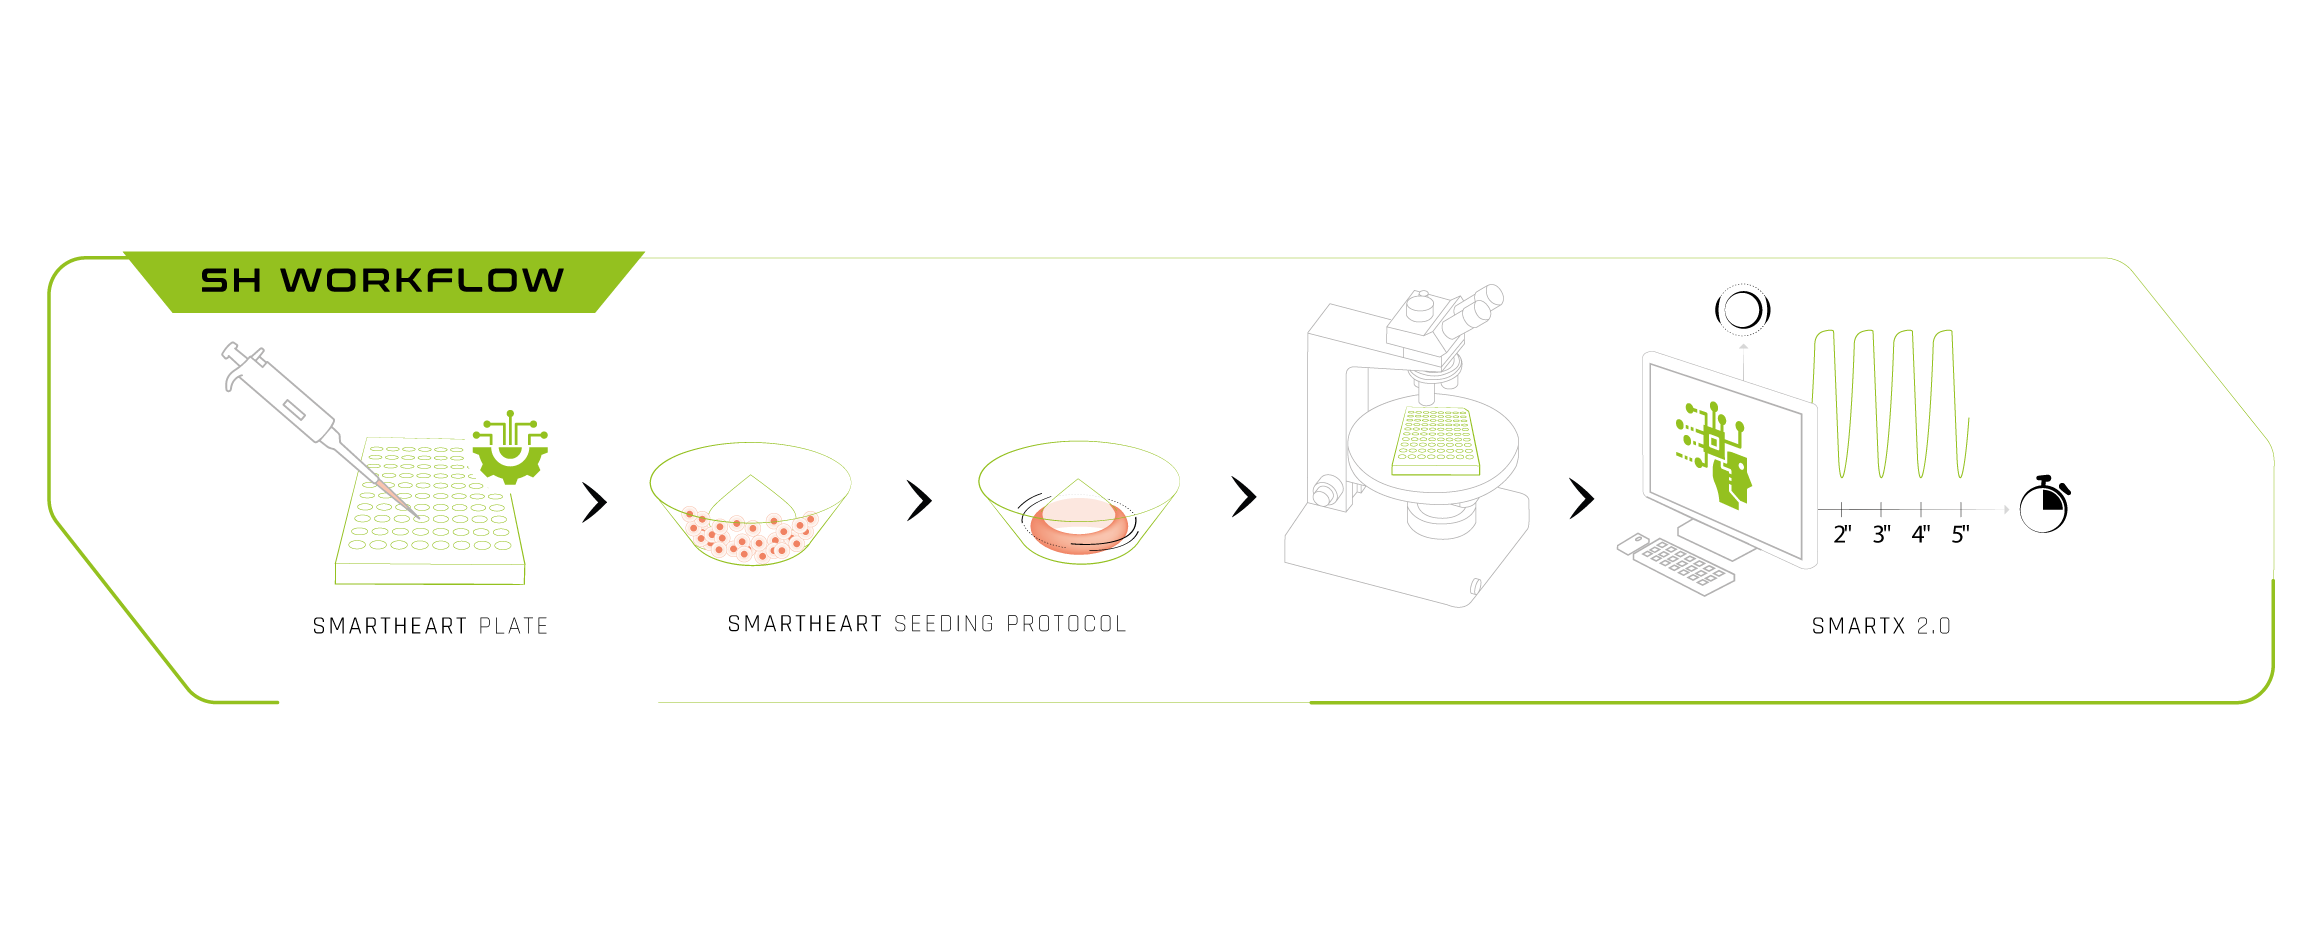 SH WORKFLOW
2" 3" 4" 5"
SMARTHEART PLATE
SMARTHEART SEEDING PROTOCOL
SMARTX 2.0